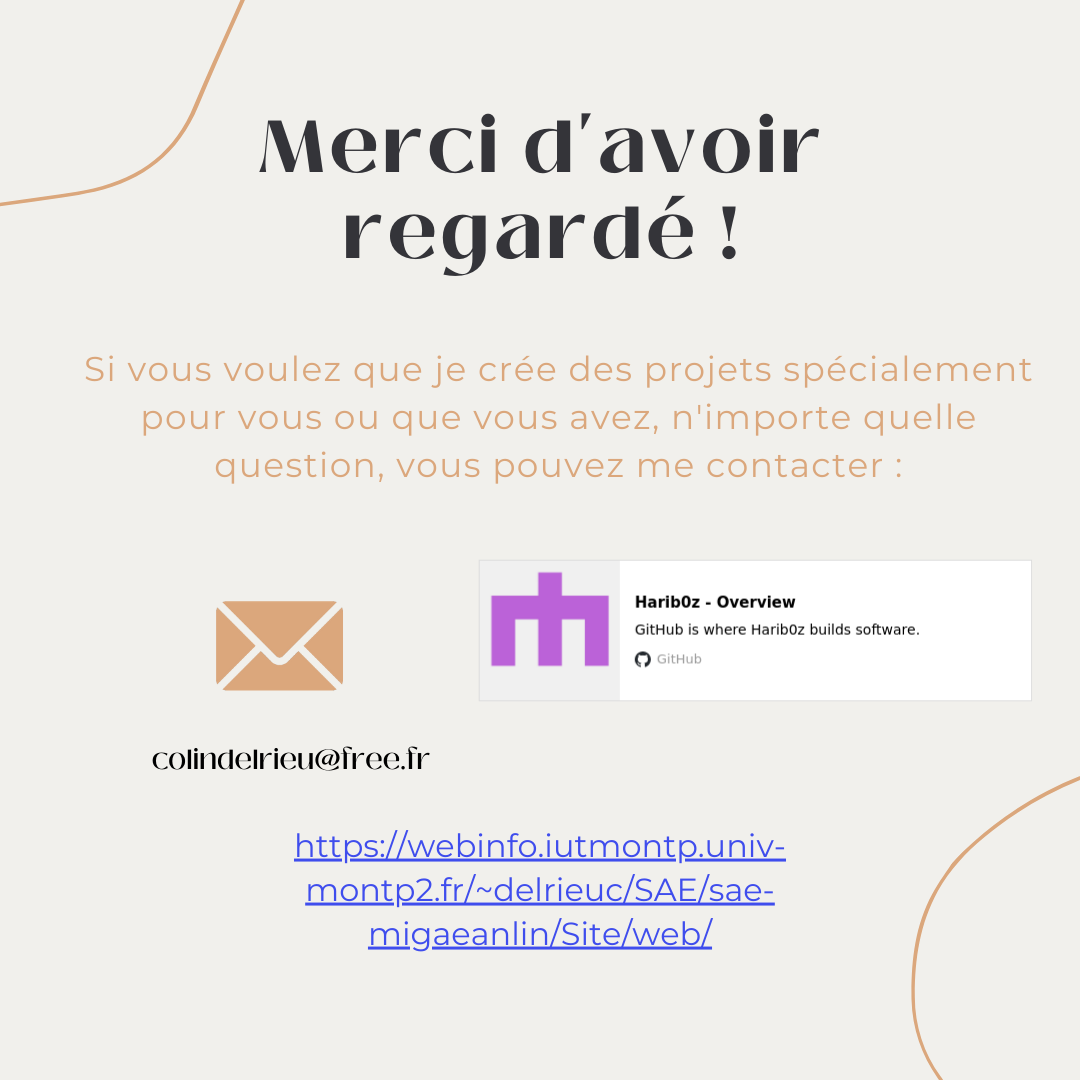 Merci d'avoir
regardé !
Si vous voulez que je crée des projets spécialement
pour vous ou que vous avez, n'importe quelle
question, vous pouvez me contacter :
Harib0z - Overview
GitHub is where Harib0z builds software.
GitHub
colindelrieu@free.fr
https://webinfo.iutmontp.univ-
montp2.fr/~delrieuc/SAE/sae-
migaeanlin/Site/web/